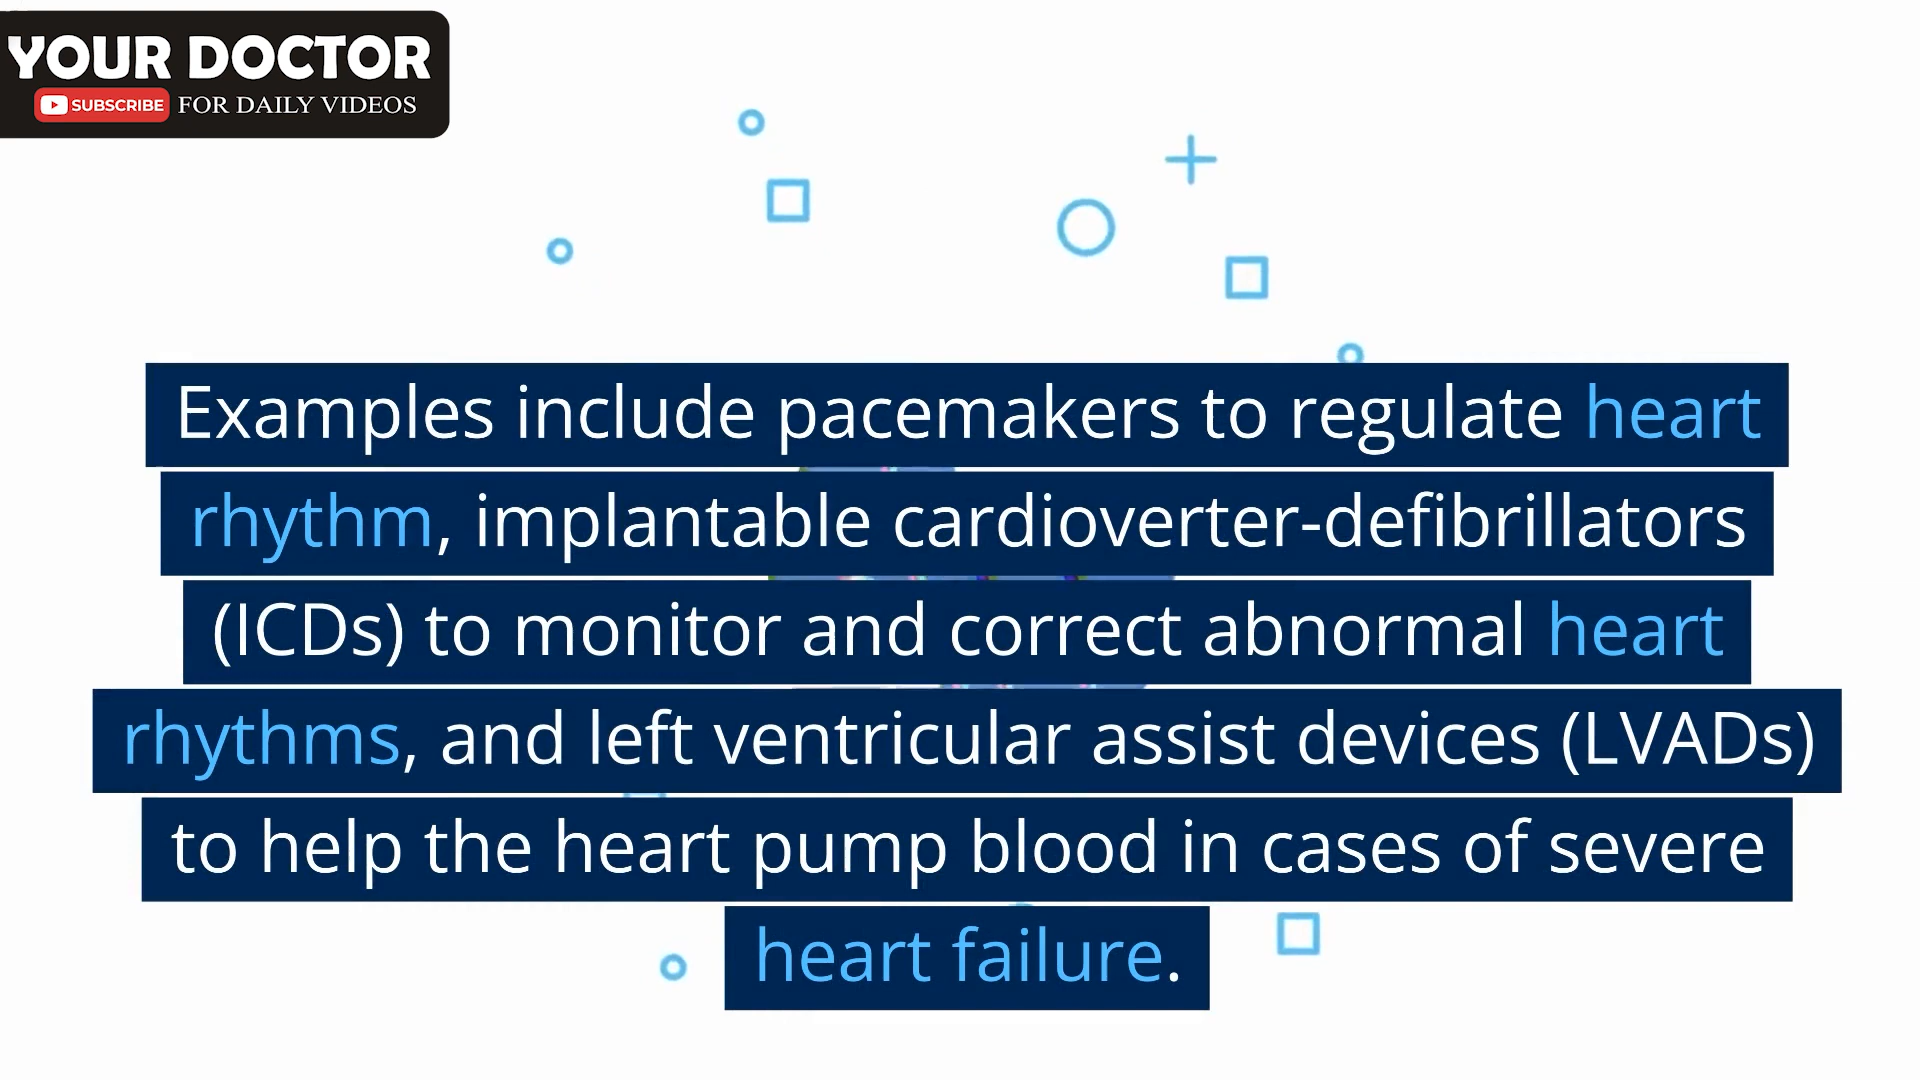 YOUR DOCTOR
SUBSCRIBE FOR DAILY VIDEOS
Examples include pacemakers to regulate heart
rhythm, implantable cardioverter-defibrillators
(ICDs) to monitor and correct abnormal heart
rhythms, and left ventricular assist devices (LVADs)
to help the heart pump blood in cases of severe
heart failure.